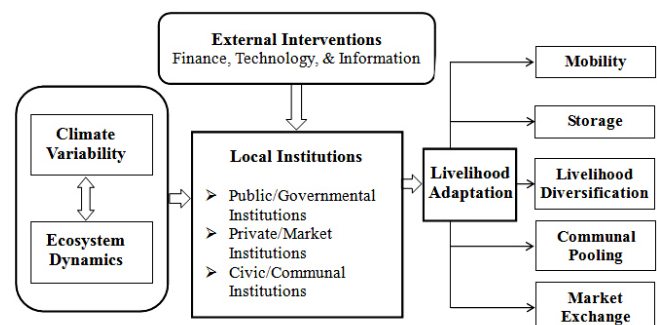 External Interventions
Finance, Technology, & Information
Climate
Variability
Ecosystem
Dynamics
Local Institutions
➢ Public/Governmental
Institutions
➢ Private/Market
Institutions
➢ Civic/Communal
Institutions
Livelihood
Adaptation
Mobility
Storage
Livelihood
Diversification
Communal
Pooling
Market
Exchange